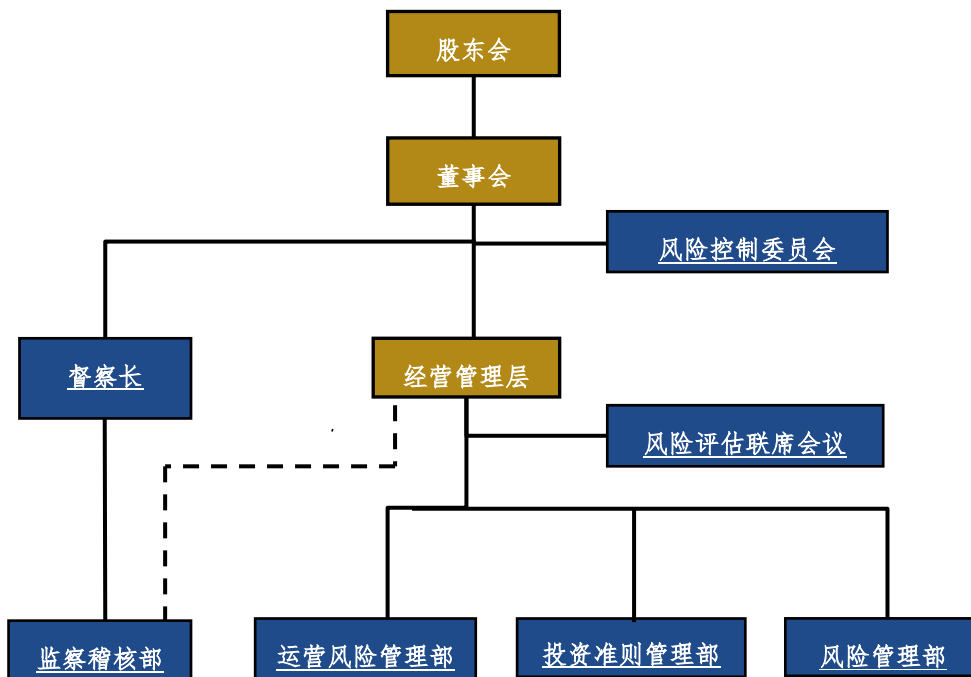 股东会
董事会
风险控制委员会
督察长
经营管理层
风险评估联席会议
监察稽核部
运营风险管理部
投资准则管理部
风险管理部